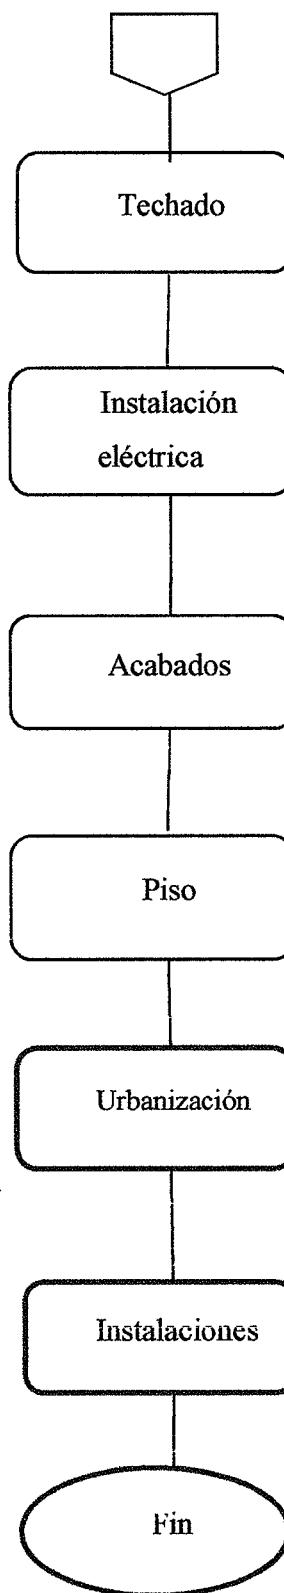 Techado
Instalación
eléctrica
Acabados
Piso
Urbanización
Instalaciones
Fin